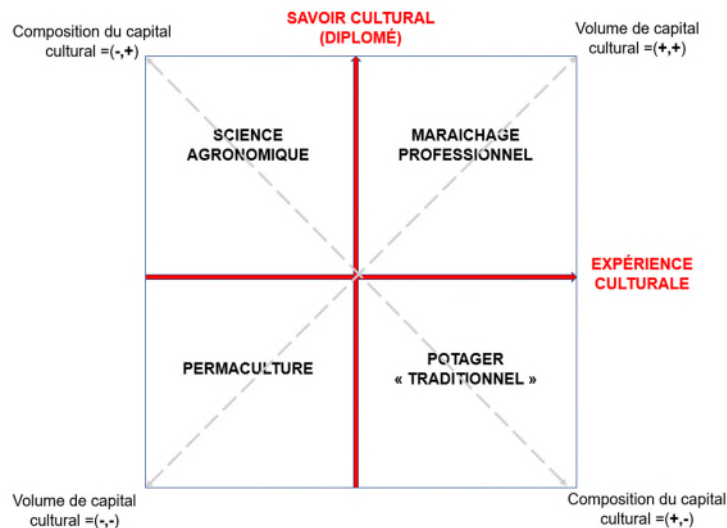 SAVOIR CULTURAL
(DIPLOMÉ)
Composition du capital
cultural =(-,+)
Volume de capital
cultural =(+,+)
SCIENCE
AGRONOMIQUE
MARAICHAGE
PROFESSIONNEL
EXPÉRIENCE
CULTURALE
PERMACULTURE
POTAGER
« TRADITIONNEL »
Volume de capital
cultural =(-,-)
Composition du capital
cultural =(+,-)